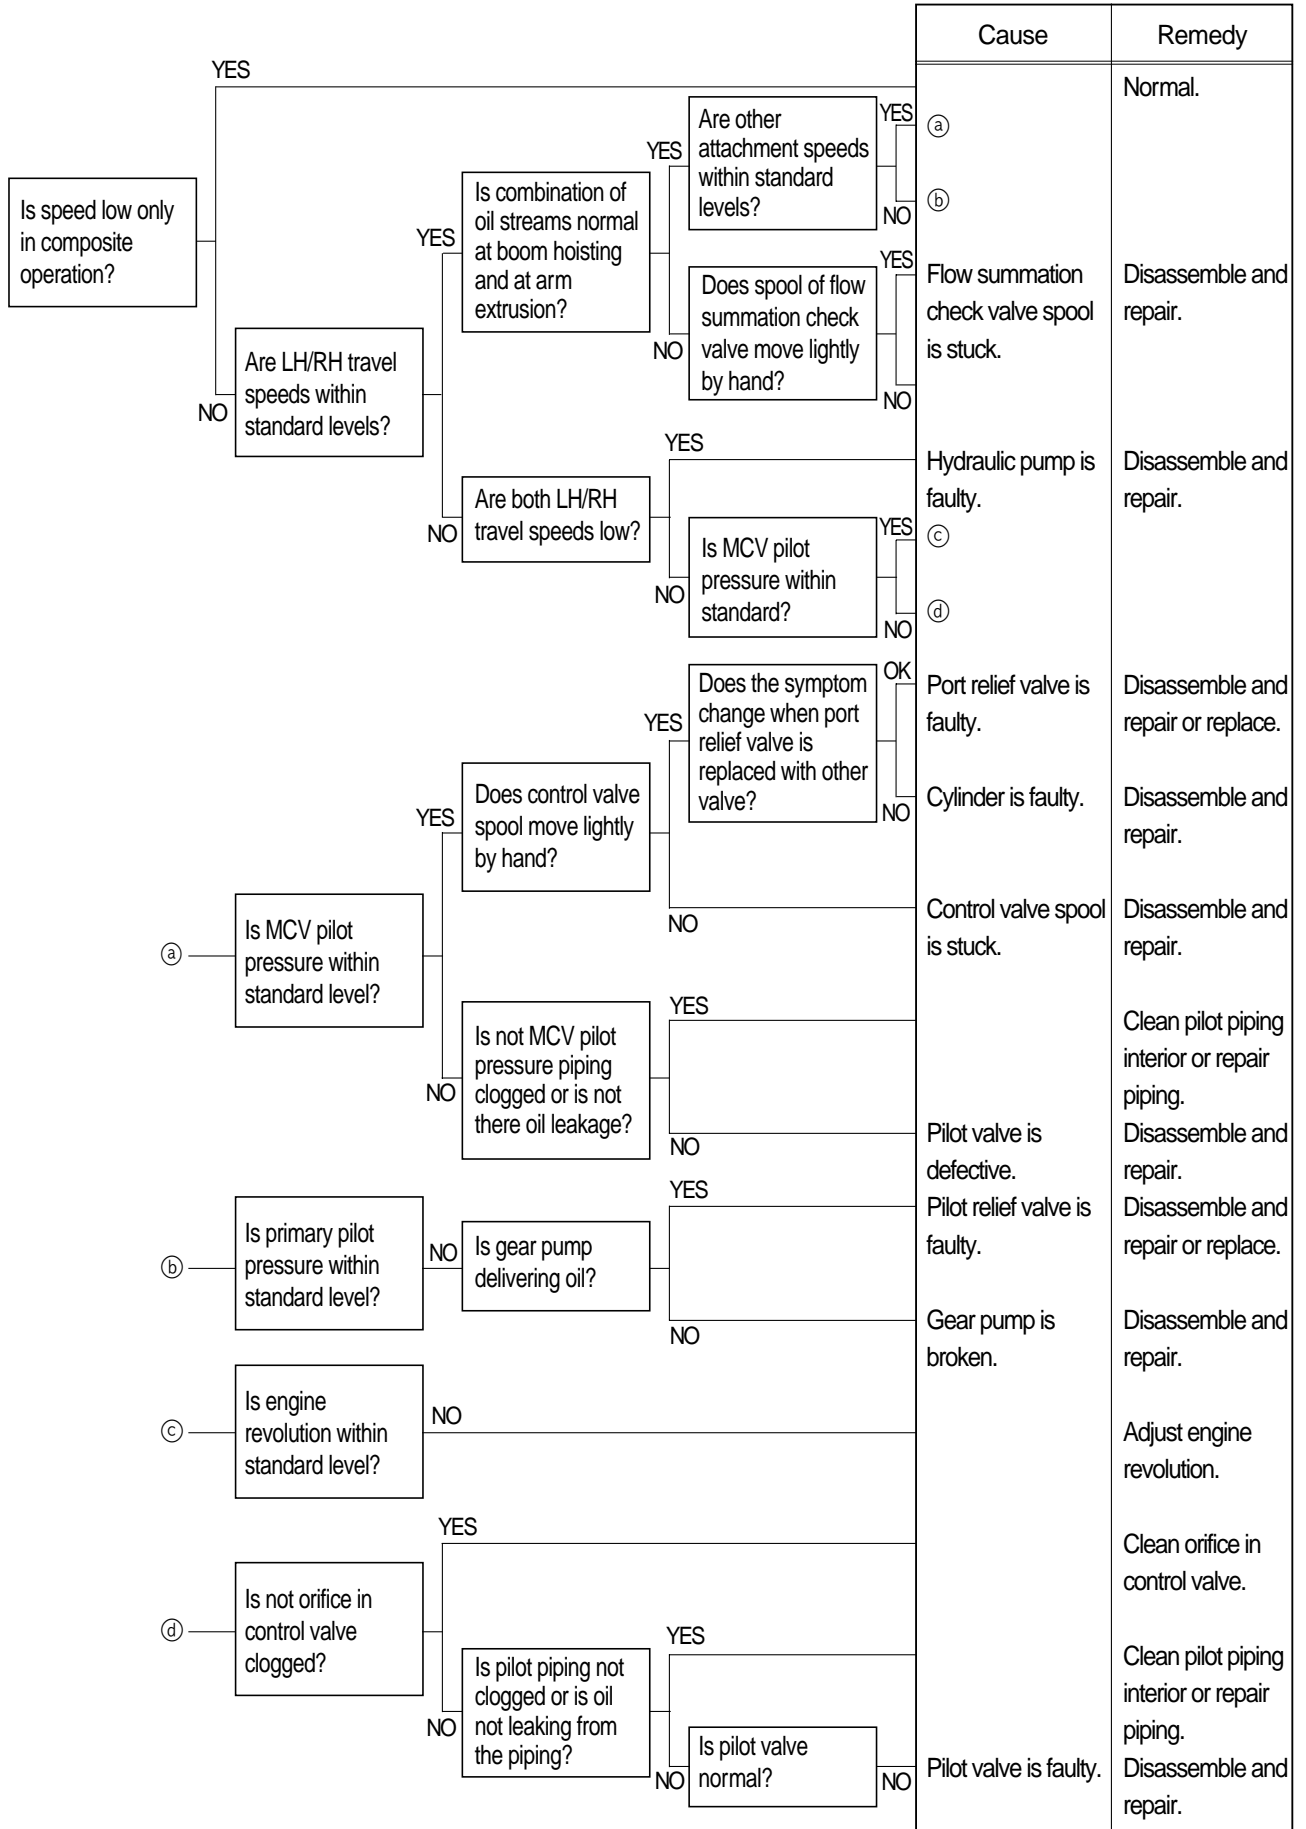 Cause
Remedy
YES
Normal.
Are other
attachment speeds
within standard
levels?
YES
ⓐ
NO
ⓑ
YES
Is combination of
oil streams normal
at boom hoisting
and at arm
extrusion?
YES
Is speed low only
in composite
operation?
Does spool of flow
summation check
valve move lightly
by hand?
NO
YES
NO
Flow summation
check valve spool
is stuck.
Disassemble and
repair.
Are LH/RH travel
speeds within
standard levels?
NO
YES
Hydraulic pump is
faulty.
Disassemble and
repair.
Are both LH/RH
travel speeds low?
NO
Is MCV pilot
pressure within
standard?
NO
YES
ⓒ
NO
ⓓ
Does the symptom
change when port
relief valve is
replaced with other
valve?
YES
OK
Port relief valve is
faulty.
Disassemble and
repair or replace.
NO
Cylinder is faulty.
Disassemble and
repair.
Does control valve
spool move lightly
by hand?
YES
NO
Control valve spool
is stuck.
Disassemble and
repair.
ⓐ
Is MCV pilot
pressure within
standard level?
Is not MCV pilot
pressure piping
clogged or is not
there oil leakage?
NO
YES
Clean pilot piping
interior or repair
piping.
NO
Pilot valve is
defective.
Disassemble and
repair.
ⓑ
Is primary pilot
pressure within
standard level?
NO
Is gear pump
delivering oil?
YES
Pilot relief valve is
faulty.
Disassemble and
repair or replace.
NO
Gear pump is
broken.
Disassemble and
repair.
ⓒ
Is engine
revolution within
standard level?
NO
Adjust engine
revolution.
ⓓ
Is not orifice in
control valve
clogged?
YES
Clean orifice in
control valve.
NO
Is pilot piping not
clogged or is oil
not leaking from
the piping?
YES
Clean pilot piping
interior or repair
piping.
NO
Is pilot valve
normal?
NO
Pilot valve is faulty.
Disassemble and
repair.